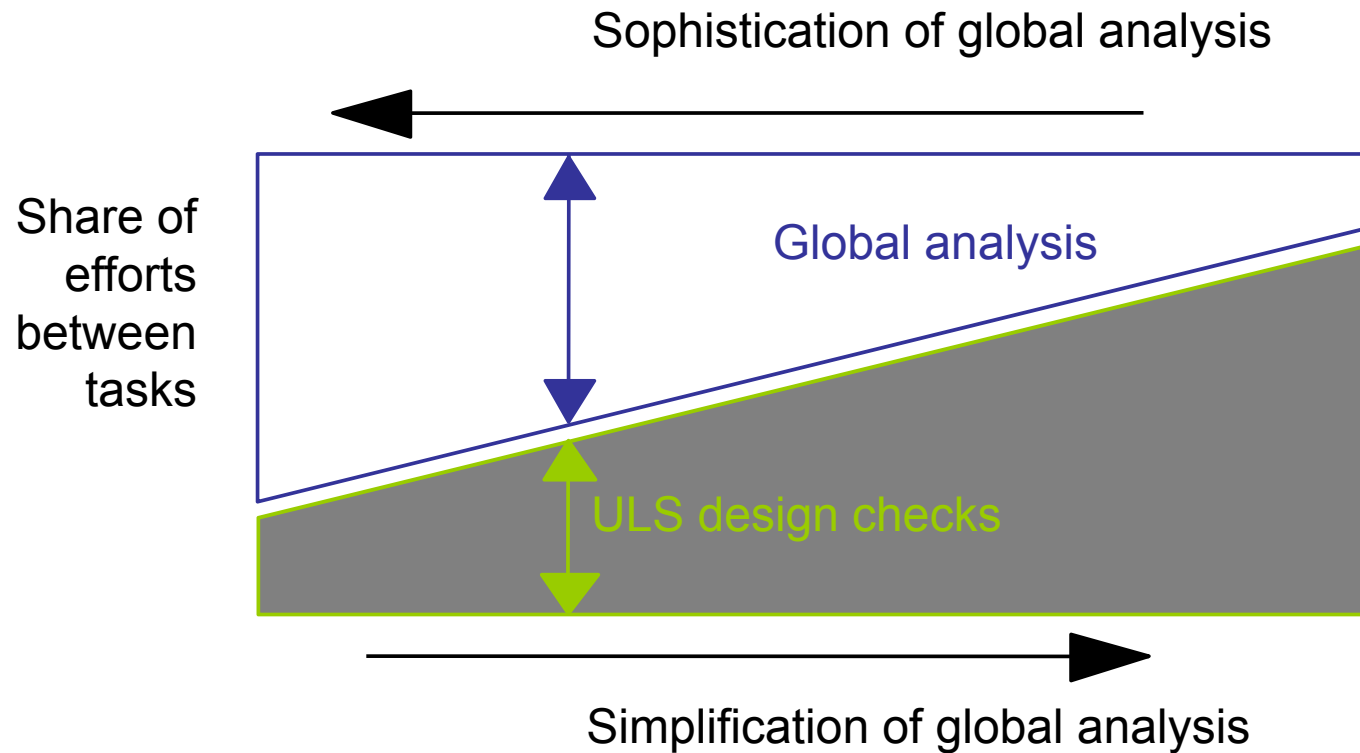 Sophistication of global analysis
Share of
efforts
between
tasks
Global analysis
ULS design checks
Simplification of global analysis